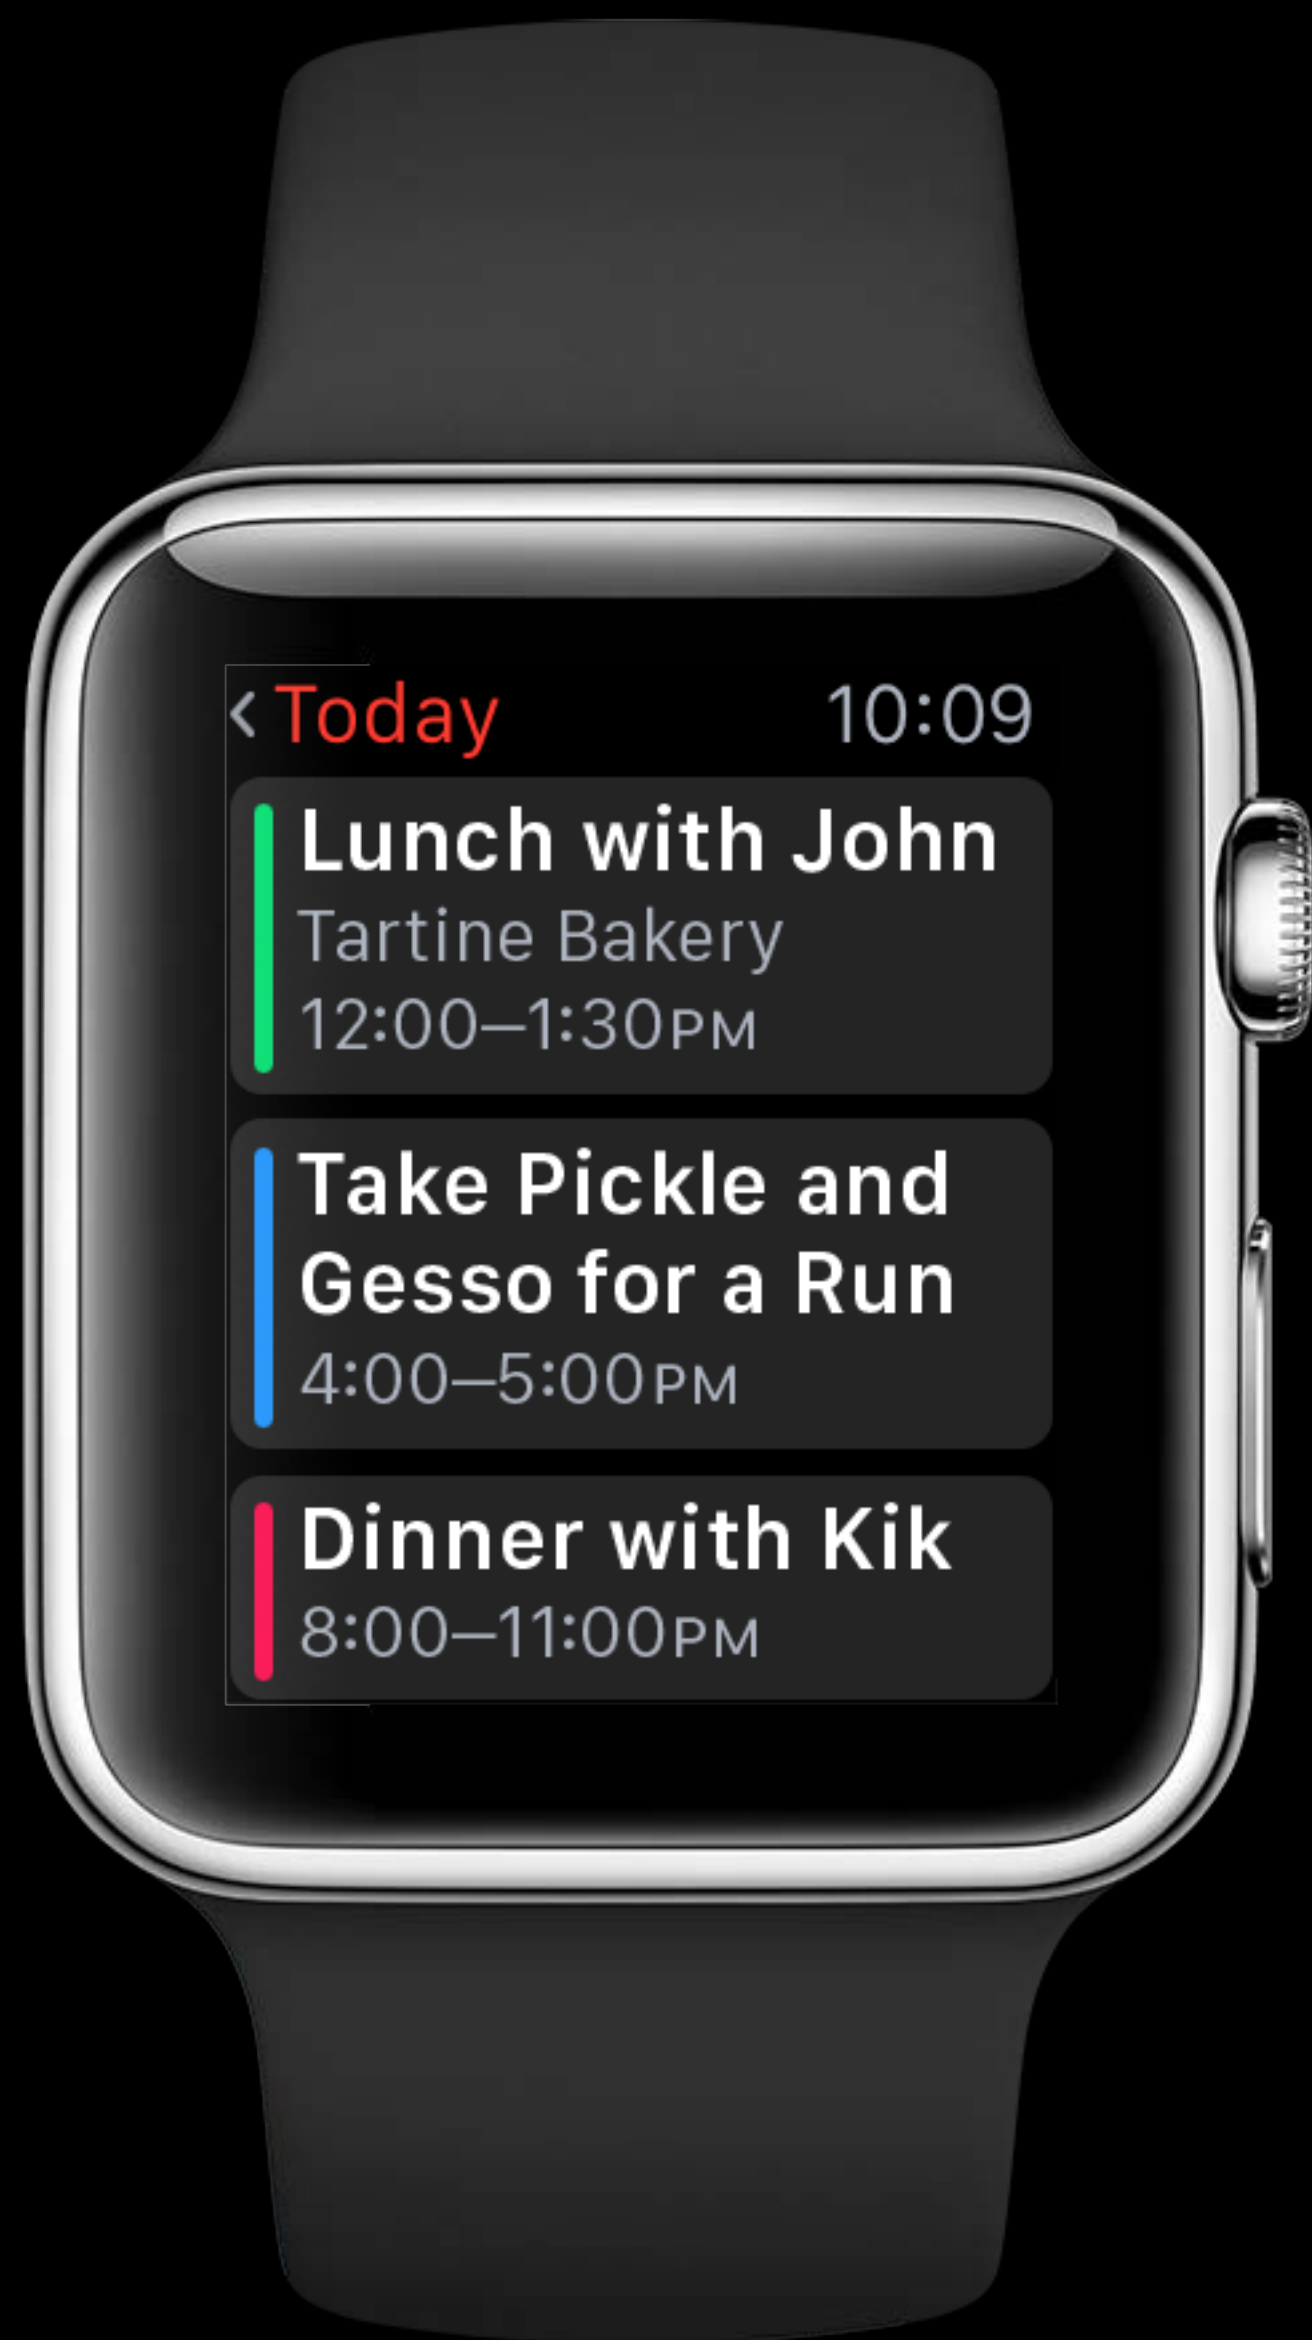 Today
10:09
Lunch with John
Tartine Bakery
12:00–1:30PM
Take Pickle and
Gesso for a Run
4:00–5:00PM
Dinner with Kik
8:00–11:00PM